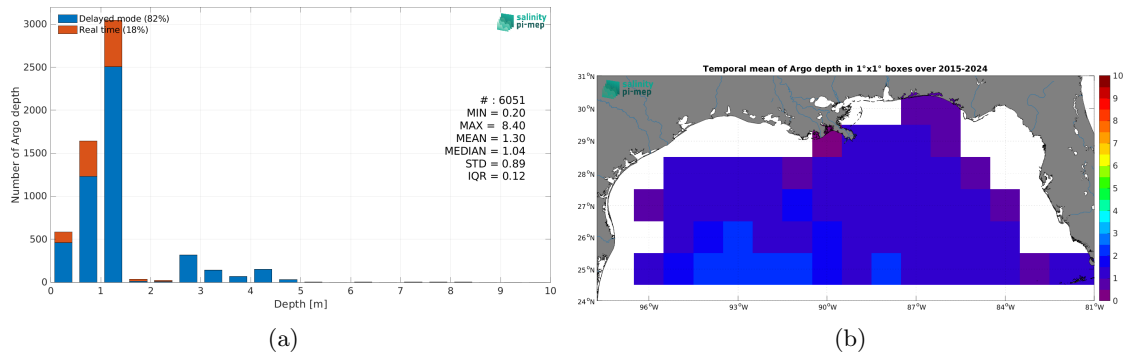 Delayed mode (82%)
Real time (18%)
salinity
pi-mep
# : 6051
MIN = 0.20
MAX = 8.40
MEAN = 1.30
MEDIAN = 1.04
STD = 0.89
IQR = 0.12
Number of Argo depth
3000
2500
2000
1500
1000
500
0
0 1 2 3 4 5 6 7 8 9 10
Depth [m]
(a)
Temporal mean of Argo depth in 1°x1° boxes over 2015-2024
salinity
pi-mep
31°N
30°N
29°N
28°N
27°N
26°N
25°N
24°N
96°W 93°W 90°W 87°W 84°W 81°W
10
9
8
7
6
5
4
3
2
1
0
(b)